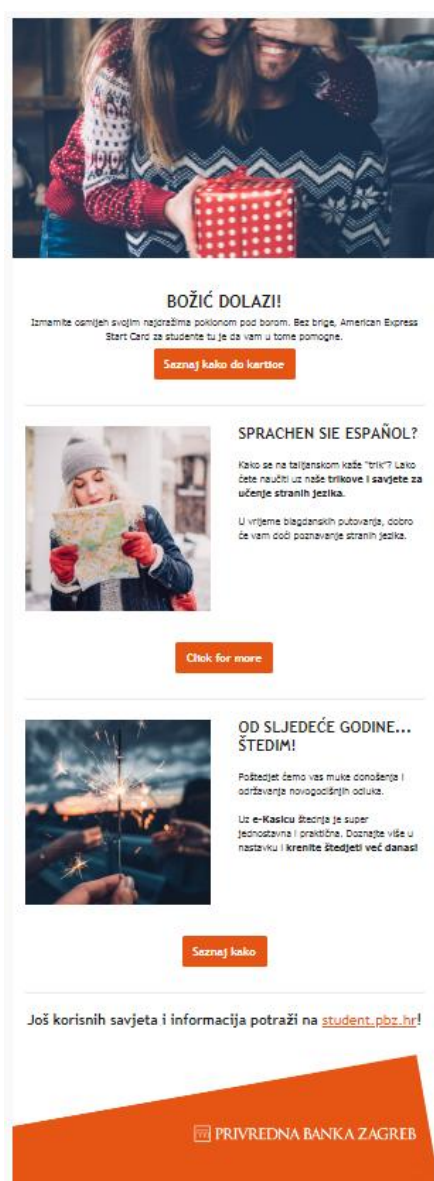 BOŽIĆ DOLAZI!
Izmamite osmijeh svojim najdražima poklonom pod borom. Bez brige, American Express
Start Card za studente tu je da vam u tome pomogne.
Saznaj kako do kartice
SPRACHEN SIE ESPAÑOL?
Kako se na talijanskom kaže "trik"? Lako
ćete naučiti uz naše trikove i savjete za
učenje stranih jezika.
U vrijeme blagdanskih putovanja, dobro
će vam doći poznavanje stranih jezika.
Click for more
OD SLJEDEĆE GODINE...
ŠTEDIM!
Poštedjet ćemo vas muke donošenja i
održavanja novogodišnjih odluka.
Uz e-Kasicu štednja je super
jednostavna i praktična. Doznajte više u
nastavku i krenite štedjeti već danas!
Saznaj kako
Još korisnih savjeta i informacija potraži na student.pbz.hr!
PRIVREDNA BANKA ZAGREB